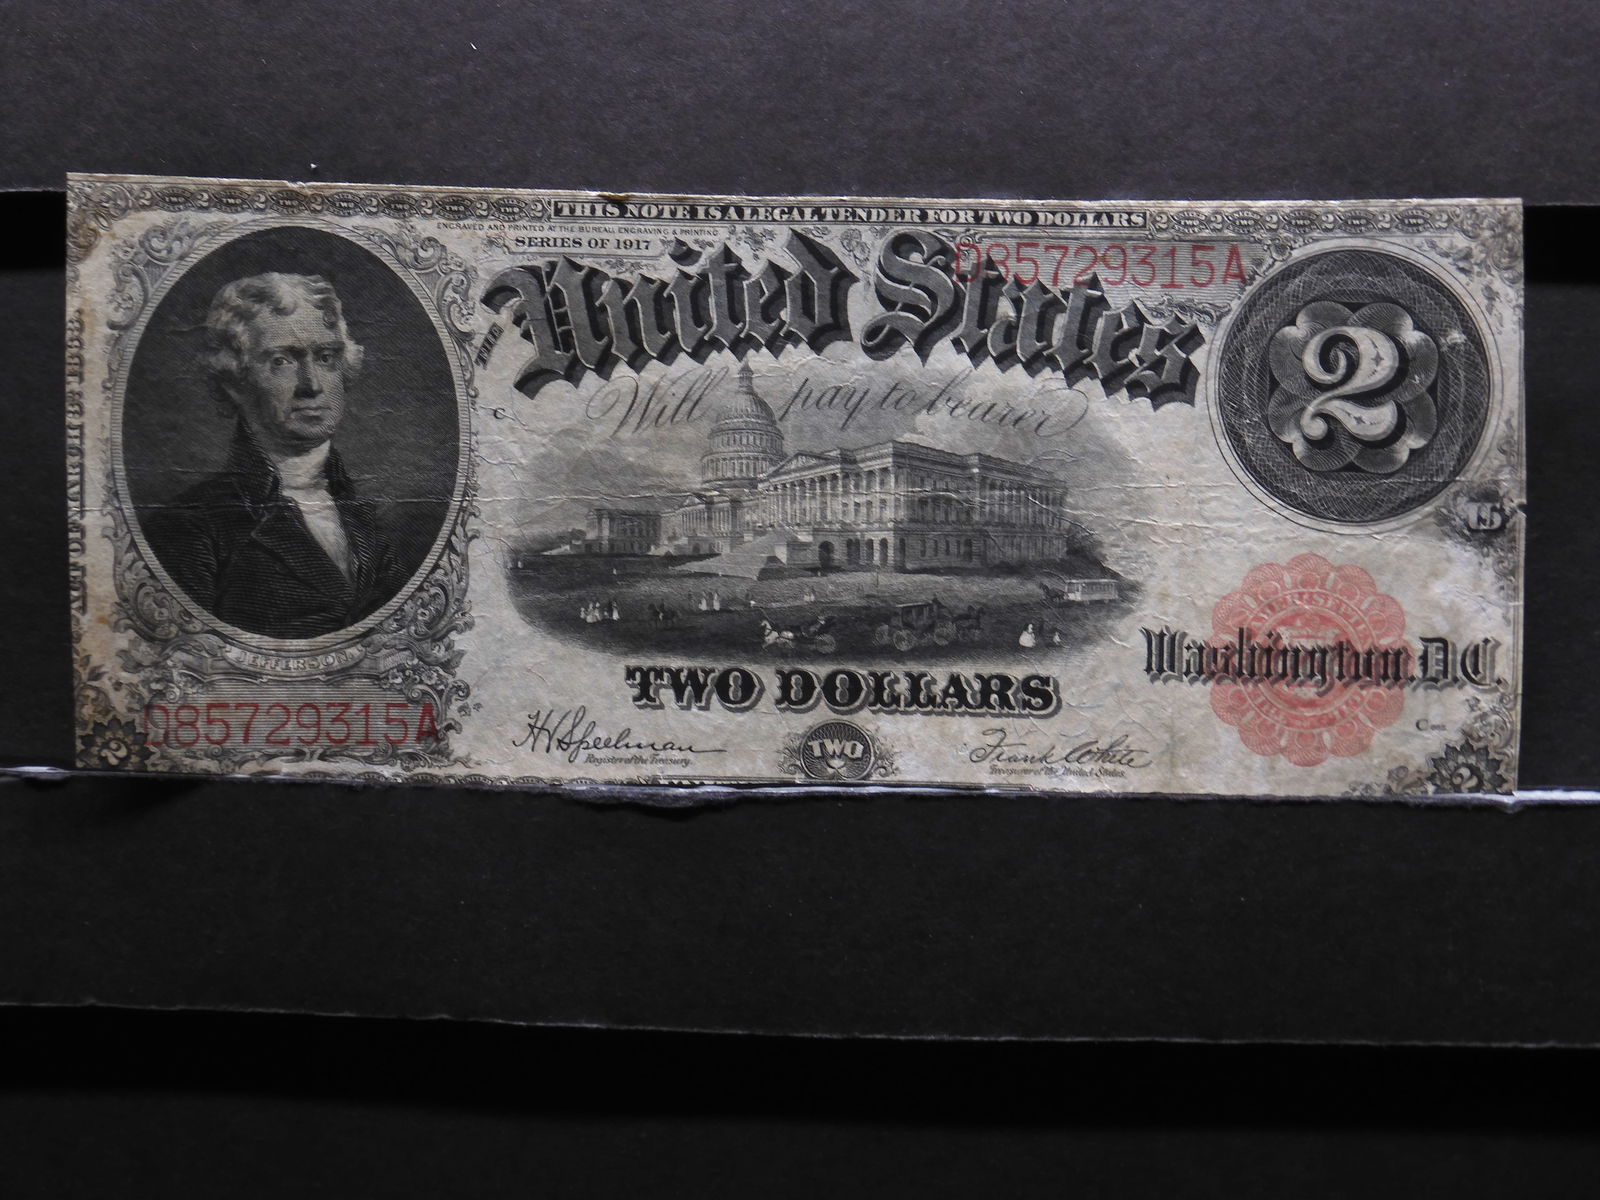 THIS NOTE IS A LEGAL TENDER FOR TWO DOLLARS
ENGRAVED AND PRINTED AT THE BUREAU, ENGRAVING & PRINTING
SERIES OF 1917
D85729315A
THE United States
2
Will pay to bearer
C
ACT OF MARCH 3RD 1863.
JEFFERSON.
Washington, D.C.
TWO DOLLARS
D85729315A
H V Speelman
Register of the Treasury.
TWO
Frank White
Treasurer of the United States.
2
2